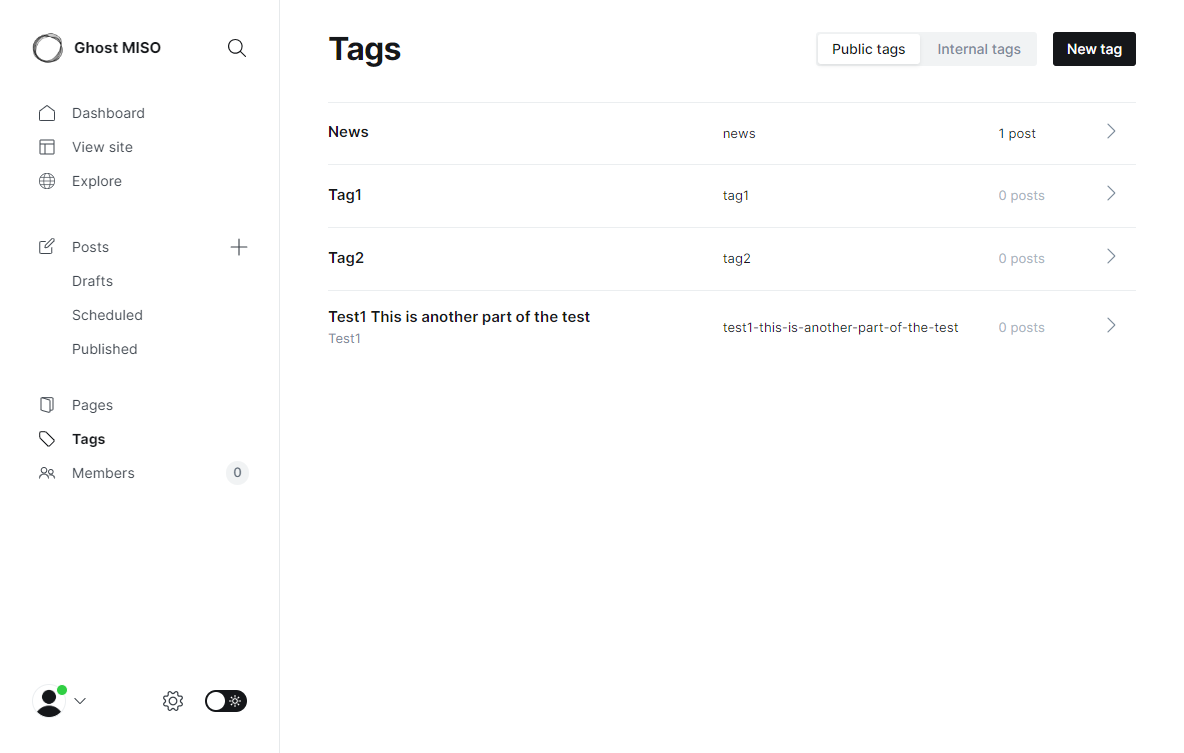 Ghost MISO
Dashboard
View site
Explore
Posts
Drafts
Scheduled
Published
Pages
Tags
Members 0
Tags
Public tags Internal tags New tag
News news 1 post
Tag1 tag1 0 posts
Tag2 tag2 0 posts
Test1 This is another part of the test
Test1
test1-this-is-another-part-of-the-test 0 posts